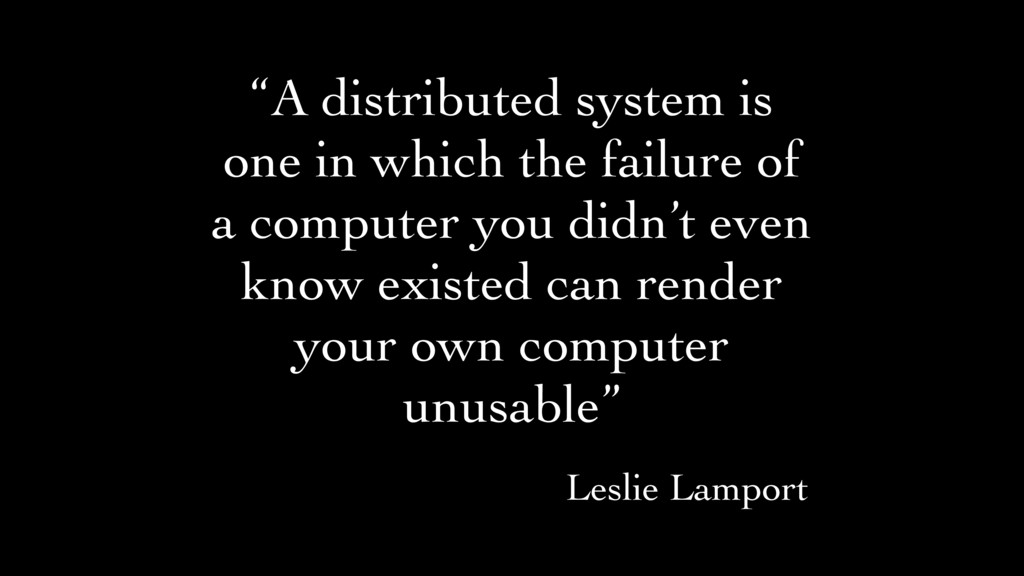 “A distributed system is
one in which the failure of
a computer you didn’t even
know existed can render
your own computer
unusable”
Leslie Lamport